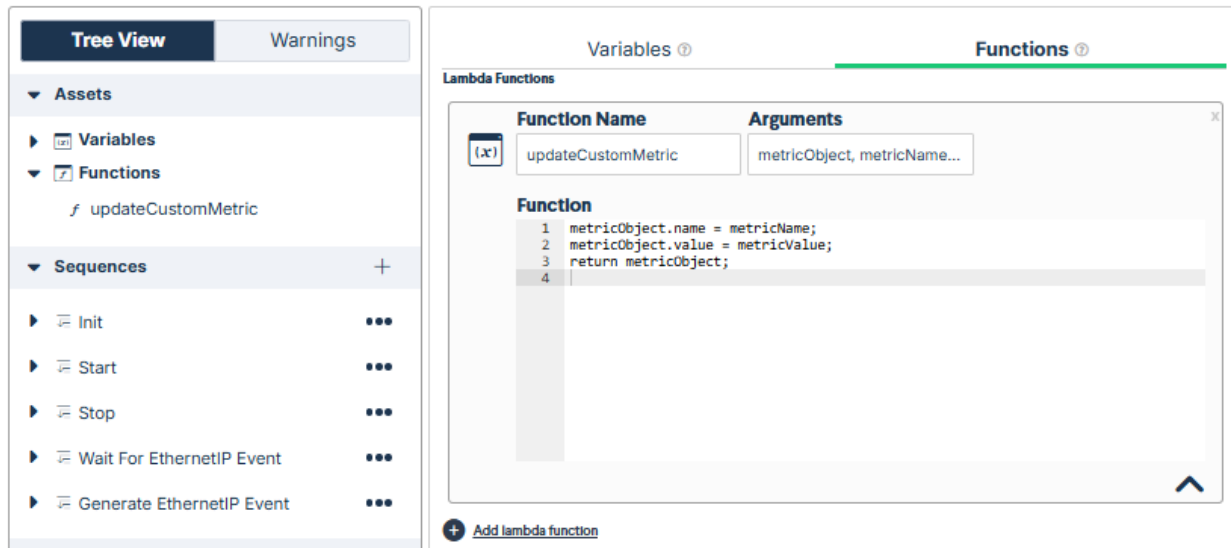 Tree View
Warnings
Assets
Variables
Functions
updateCustomMetric
Sequences
Init
Start
Stop
Wait For EthernetIP Event
Generate EthernetIP Event
Variables
Functions
Lambda Functions
Function Name
Arguments
x
(x)
updateCustomMetric
metricObject, metricName...
Function
1 metricObject.name = metricName;
2 metricObject.value = metricValue;
3 return metricObject;
4
Add lambda function